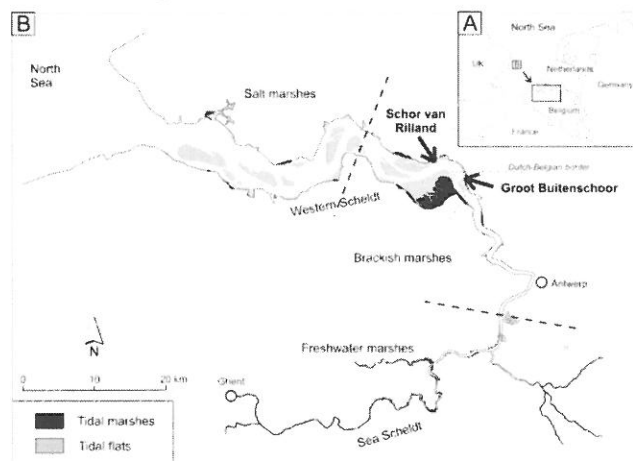 B
A
North Sea
UK
B
Netherlands
Germany
Belgium
France
North
Sea
Salt marshes
Schor van
Rilland
Dutch-Belgian border
Groot Buitenschoor
Western Scheldt
Brackish marshes
Antwerp
N
Freshwater marshes
0 10 20 km
Ghent
Sea Scheldt
Tidal marshes
Tidal flats